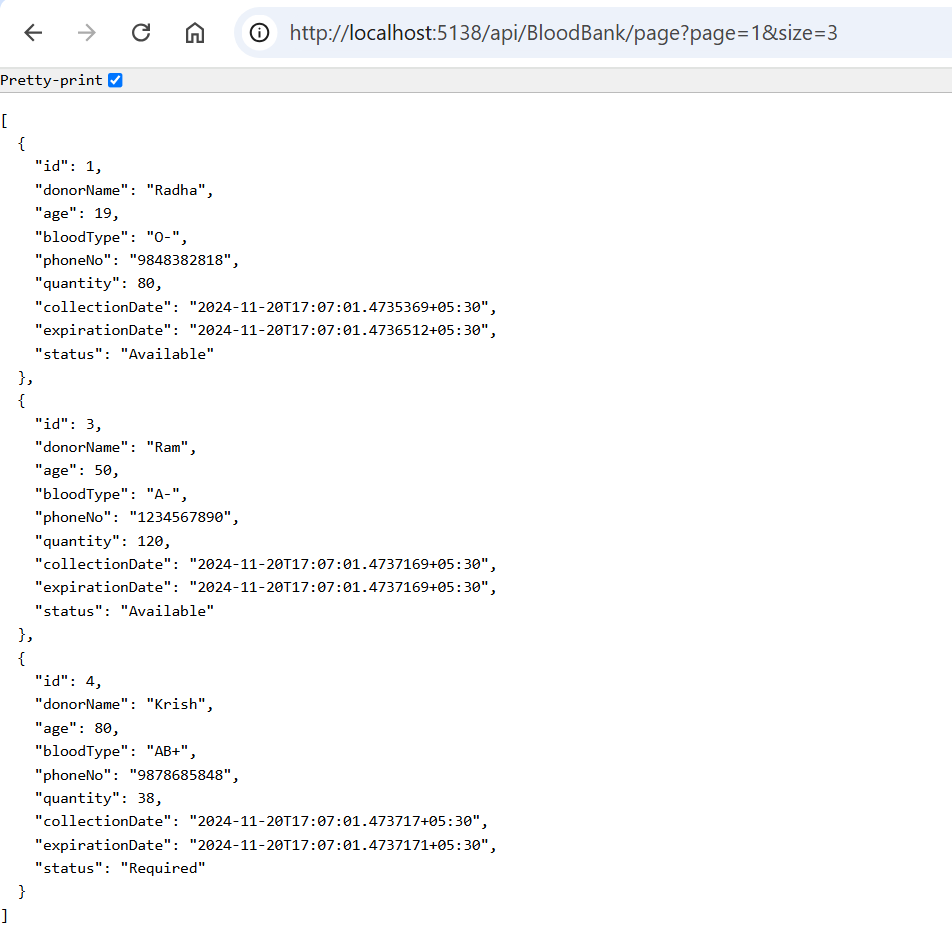 http://localhost:5138/api/BloodBank/page?page=1&size=3
Pretty-print
[
  {
    "id": 1,
    "donorName": "Radha",
    "age": 19,
    "bloodType": "O-",
    "phoneNo": "9848382818",
    "quantity": 80,
    "collectionDate": "2024-11-20T17:07:01.4735369+05:30",
    "expirationDate": "2024-11-20T17:07:01.4736512+05:30",
    "status": "Available"
  },
  {
    "id": 3,
    "donorName": "Ram",
    "age": 50,
    "bloodType": "A-",
    "phoneNo": "1234567890",
    "quantity": 120,
    "collectionDate": "2024-11-20T17:07:01.4737169+05:30",
    "expirationDate": "2024-11-20T17:07:01.4737169+05:30",
    "status": "Available"
  },
  {
    "id": 4,
    "donorName": "Krish",
    "age": 80,
    "bloodType": "AB+",
    "phoneNo": "9878685848",
    "quantity": 38,
    "collectionDate": "2024-11-20T17:07:01.473717+05:30",
    "expirationDate": "2024-11-20T17:07:01.4737171+05:30",
    "status": "Required"
  }
]